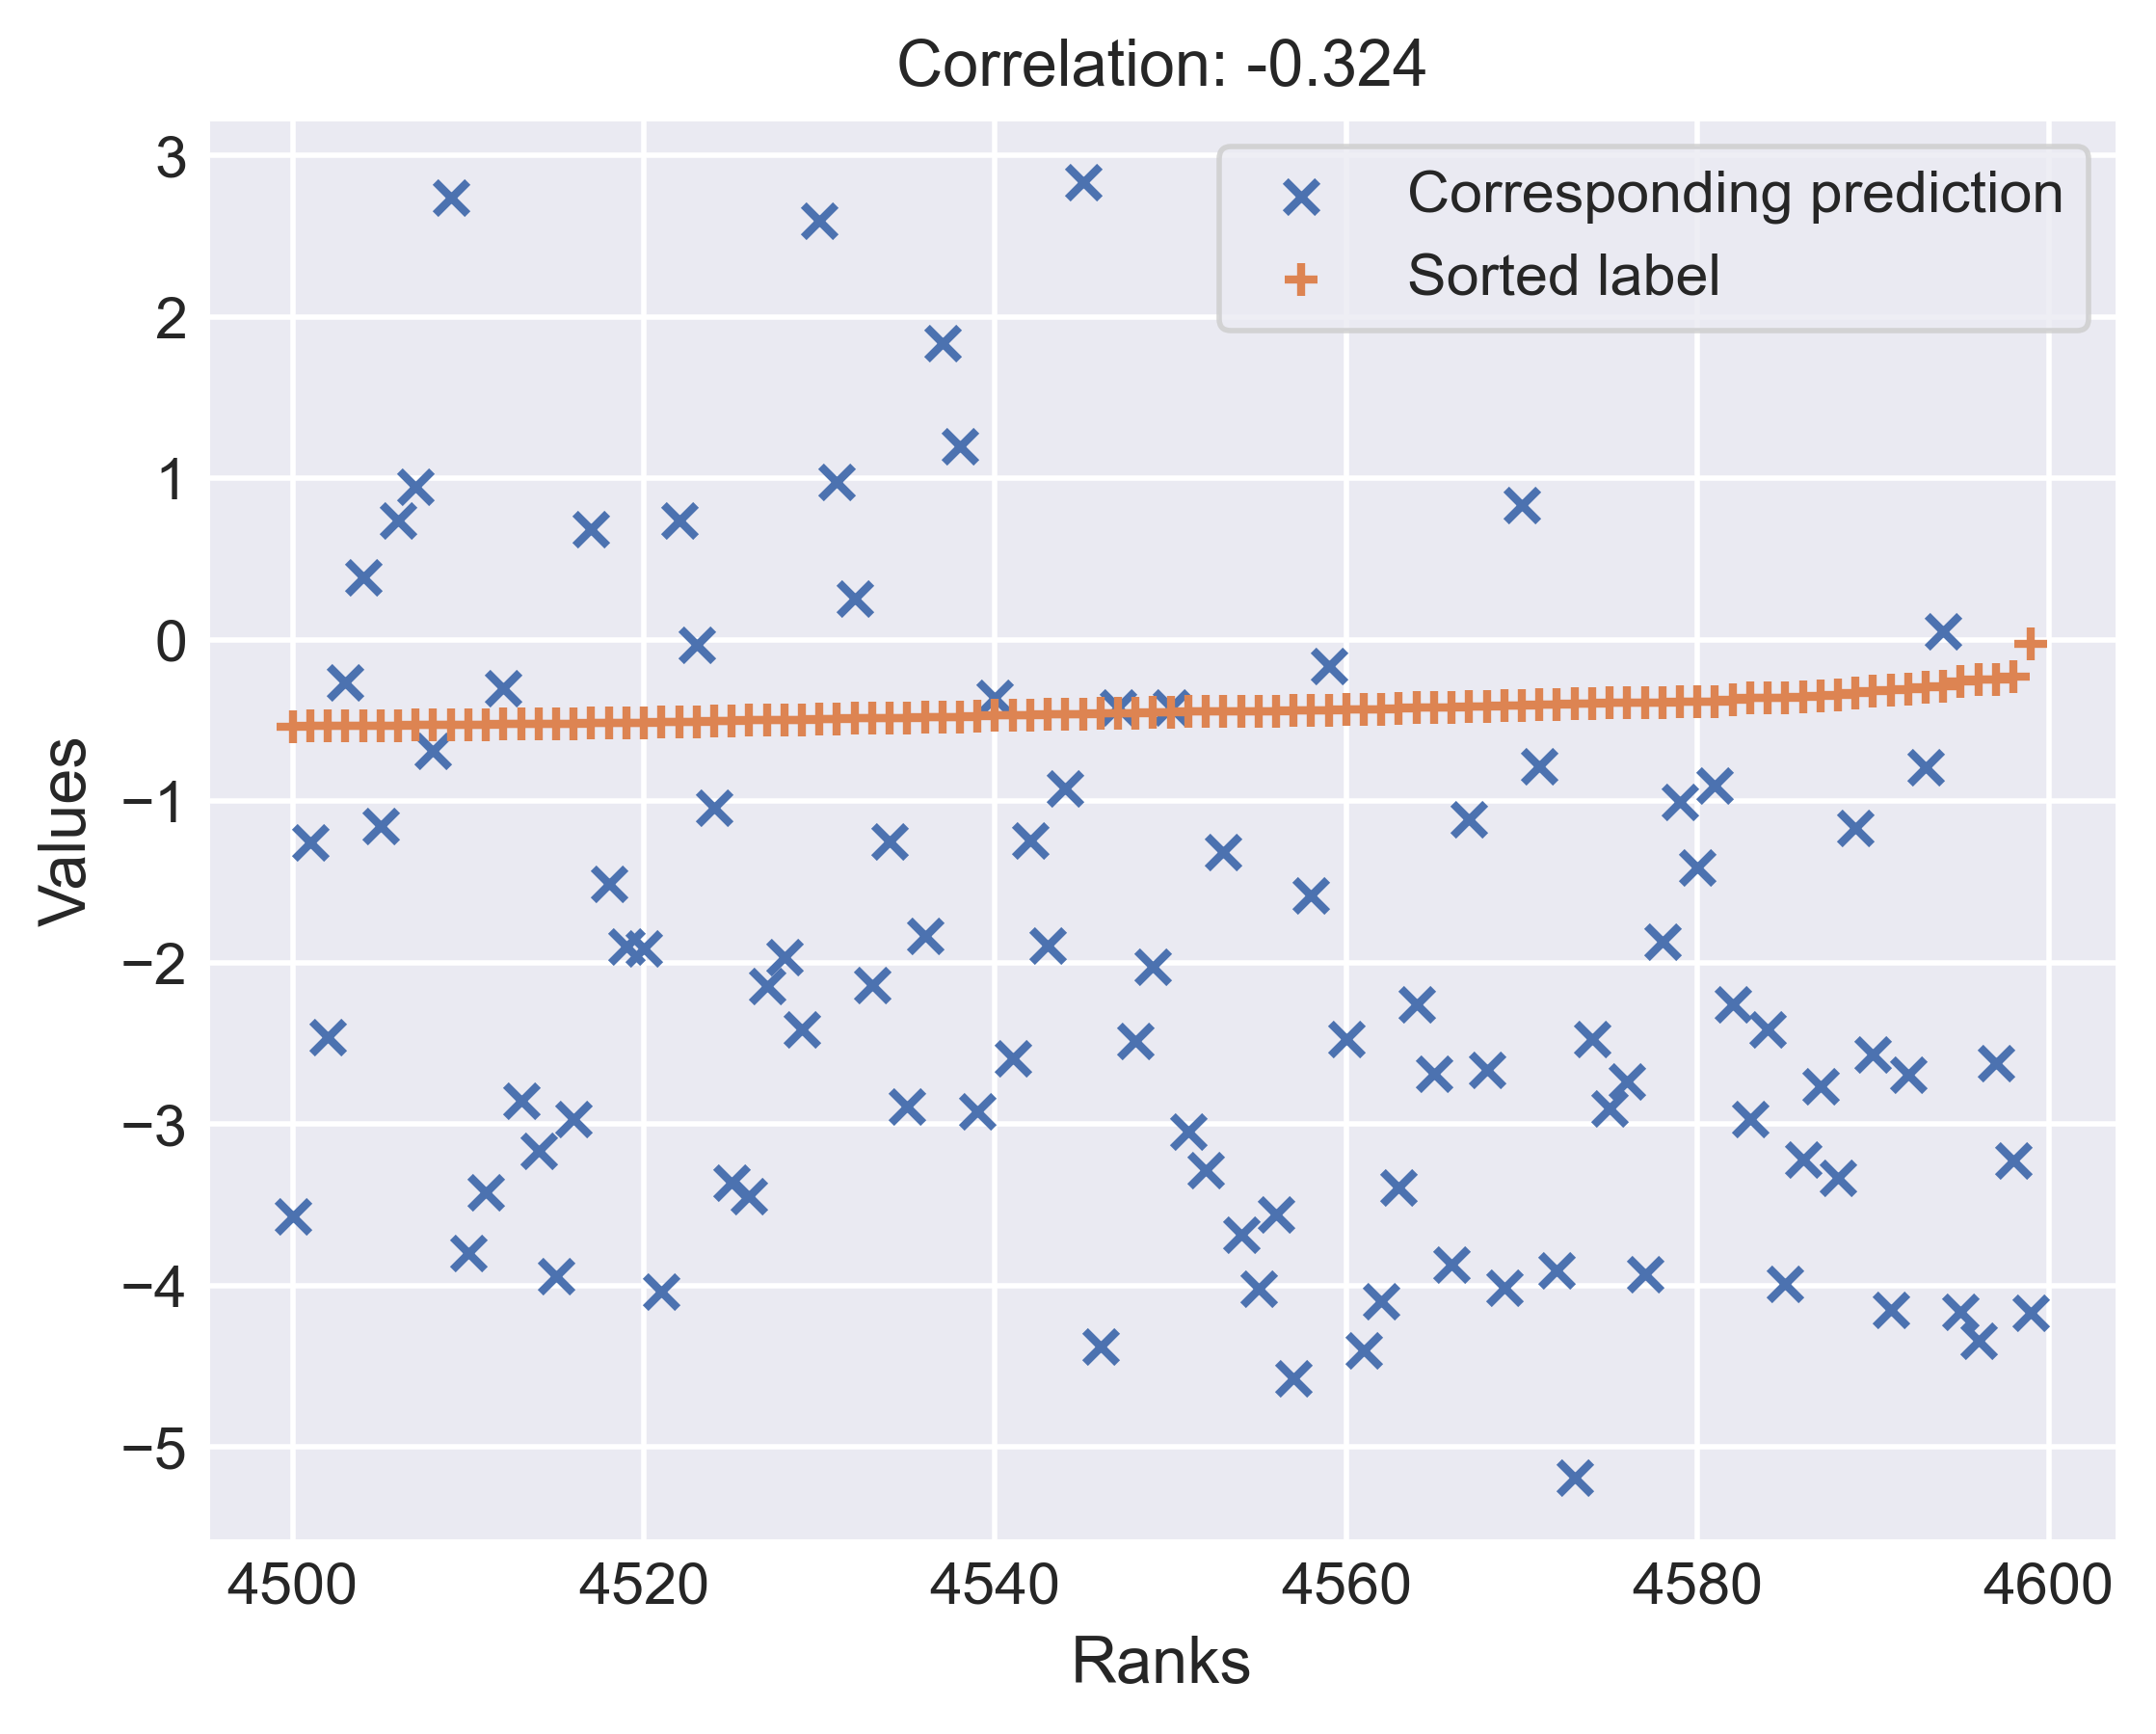 Correlation: -0.324
3
2
1
0
−1
−2
−3
−4
−5
Values
Corresponding prediction
Sorted label
4500 4520 4540 4560 4580 4600
Ranks